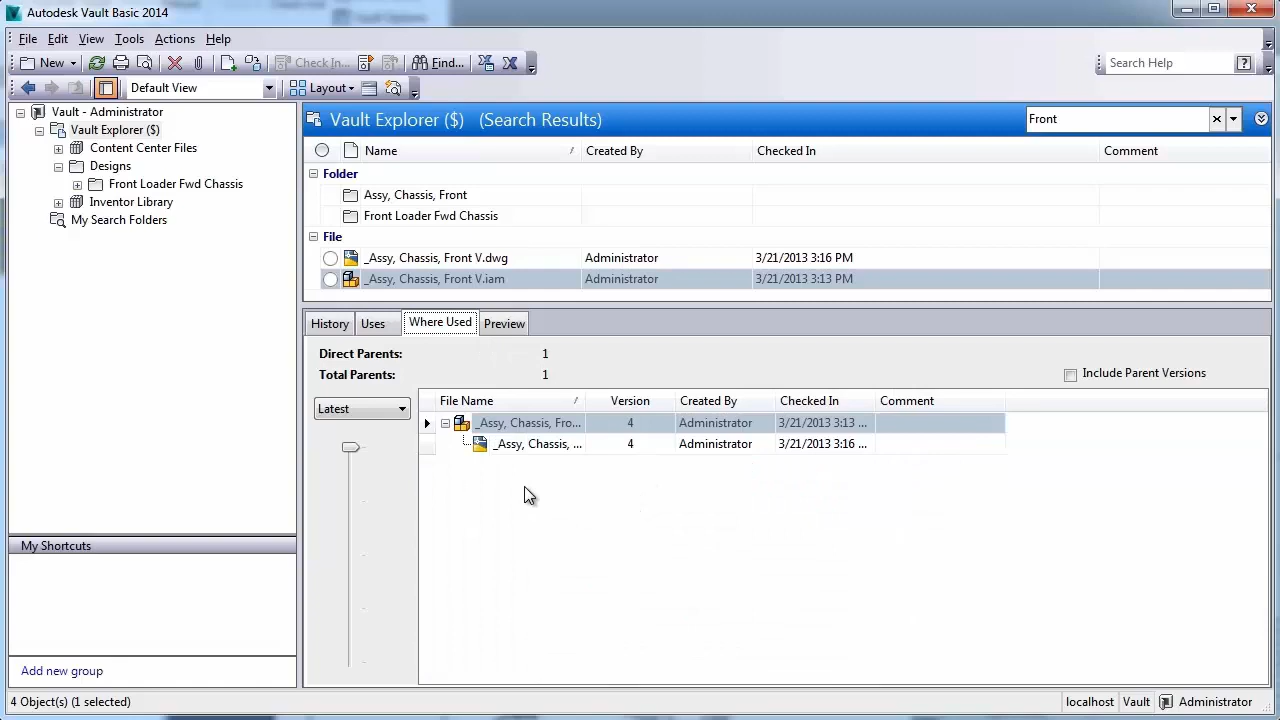 Autodesk Vault Basic 2014
File Edit View Tools Actions Help
New Check In... Find... Search Help
Default View Layout
Vault - Administrator
Vault Explorer ($)
Content Center Files
Designs
Front Loader Fwd Chassis
Inventor Library
My Search Folders
My Shortcuts
Add new group
Vault Explorer ($) (Search Results) Front
Name / Created By Checked In Comment
Folder
Assy, Chassis, Front
Front Loader Fwd Chassis
File
_Assy, Chassis, Front V.dwg Administrator 3/21/2013 3:16 PM
_Assy, Chassis, Front V.iam Administrator 3/21/2013 3:13 PM
History Uses Where Used Preview
Direct Parents: 1
Total Parents: 1
Include Parent Versions
Latest
File Name / Version Created By Checked In Comment
_Assy, Chassis, Fro... 4 Administrator 3/21/2013 3:13 ...
_Assy, Chassis, ... 4 Administrator 3/21/2013 3:16 ...
4 Object(s) (1 selected) localhost Vault Administrator